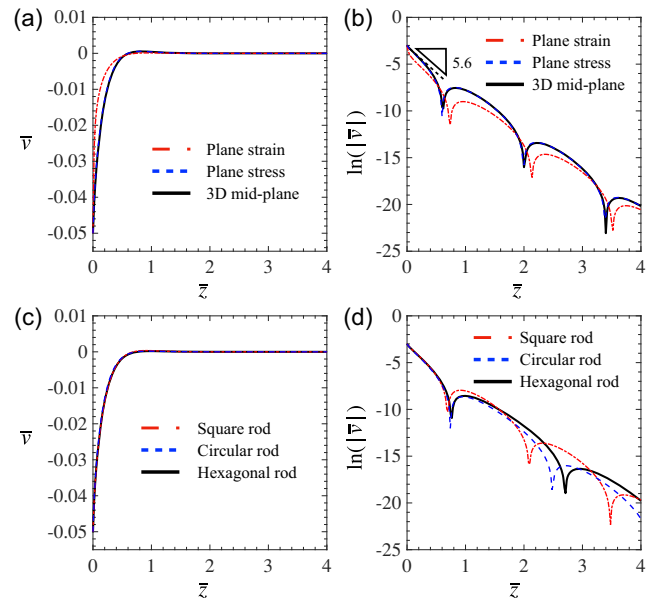 (a)
0.01
0
-0.01
-0.02
-0.03
-0.04
-0.05
v̅
Plane strain
Plane stress
3D mid-plane
0 1 2 3 4
z̅
(b)
0
-5
-10
-15
-20
-25
ln(|v̅|)
5.6
Plane strain
Plane stress
3D mid-plane
0 1 2 3 4
z̅
(c)
0.01
0
-0.01
-0.02
-0.03
-0.04
-0.05
v̅
Square rod
Circular rod
Hexagonal rod
0 1 2 3 4
z̅
(d)
0
-5
-10
-15
-20
-25
ln(|v̅|)
Square rod
Circular rod
Hexagonal rod
0 1 2 3 4
z̅